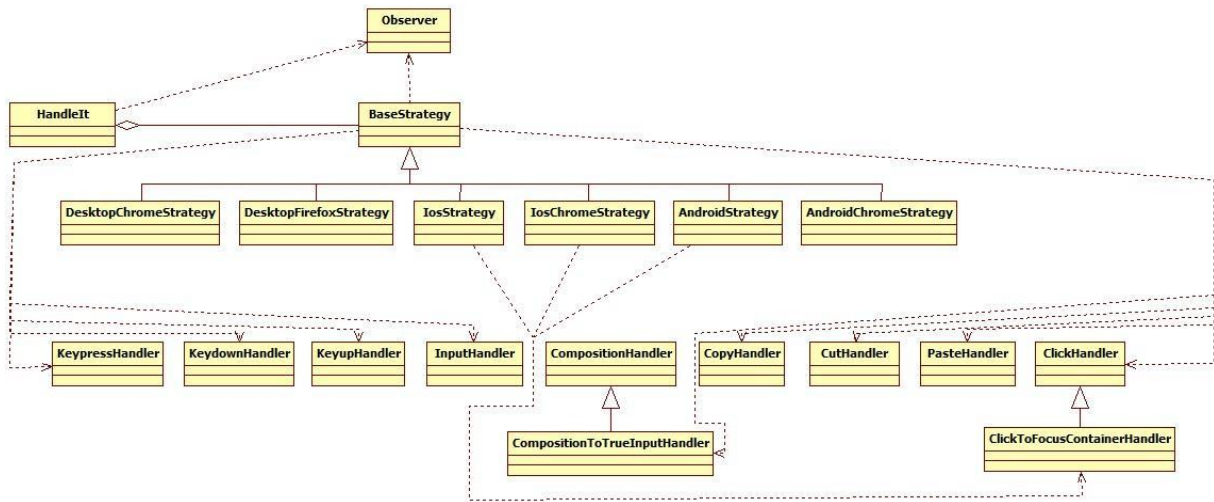 Observer
HandleIt
BaseStrategy
DesktopChromeStrategy
DesktopFirefoxStrategy
IosStrategy
IosChromeStrategy
AndroidStrategy
AndroidChromeStrategy
KeypressHandler
KeydownHandler
KeyupHandler
InputHandler
CompositionHandler
CopyHandler
CutHandler
PasteHandler
ClickHandler
CompositionToTrueInputHandler
ClickToFocusContainerHandler